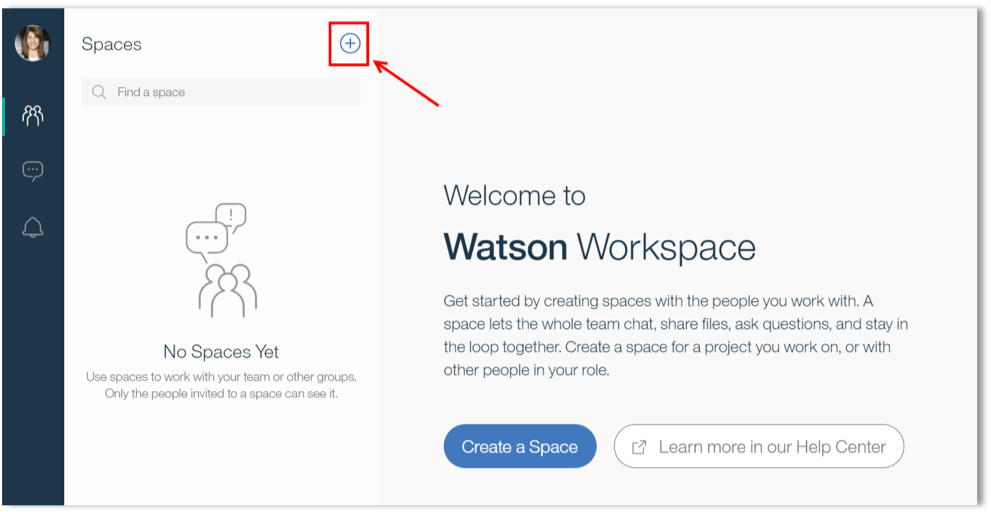 Spaces
Find a space
No Spaces Yet
Use spaces to work with your team or other groups.
Only the people invited to a space can see it.
Welcome to
Watson Workspace
Get started by creating spaces with the people you work with. A
space lets the whole team chat, share files, ask questions, and stay in
the loop together. Create a space for a project you work on, or with
other people in your role.
Create a Space
Learn more in our Help Center